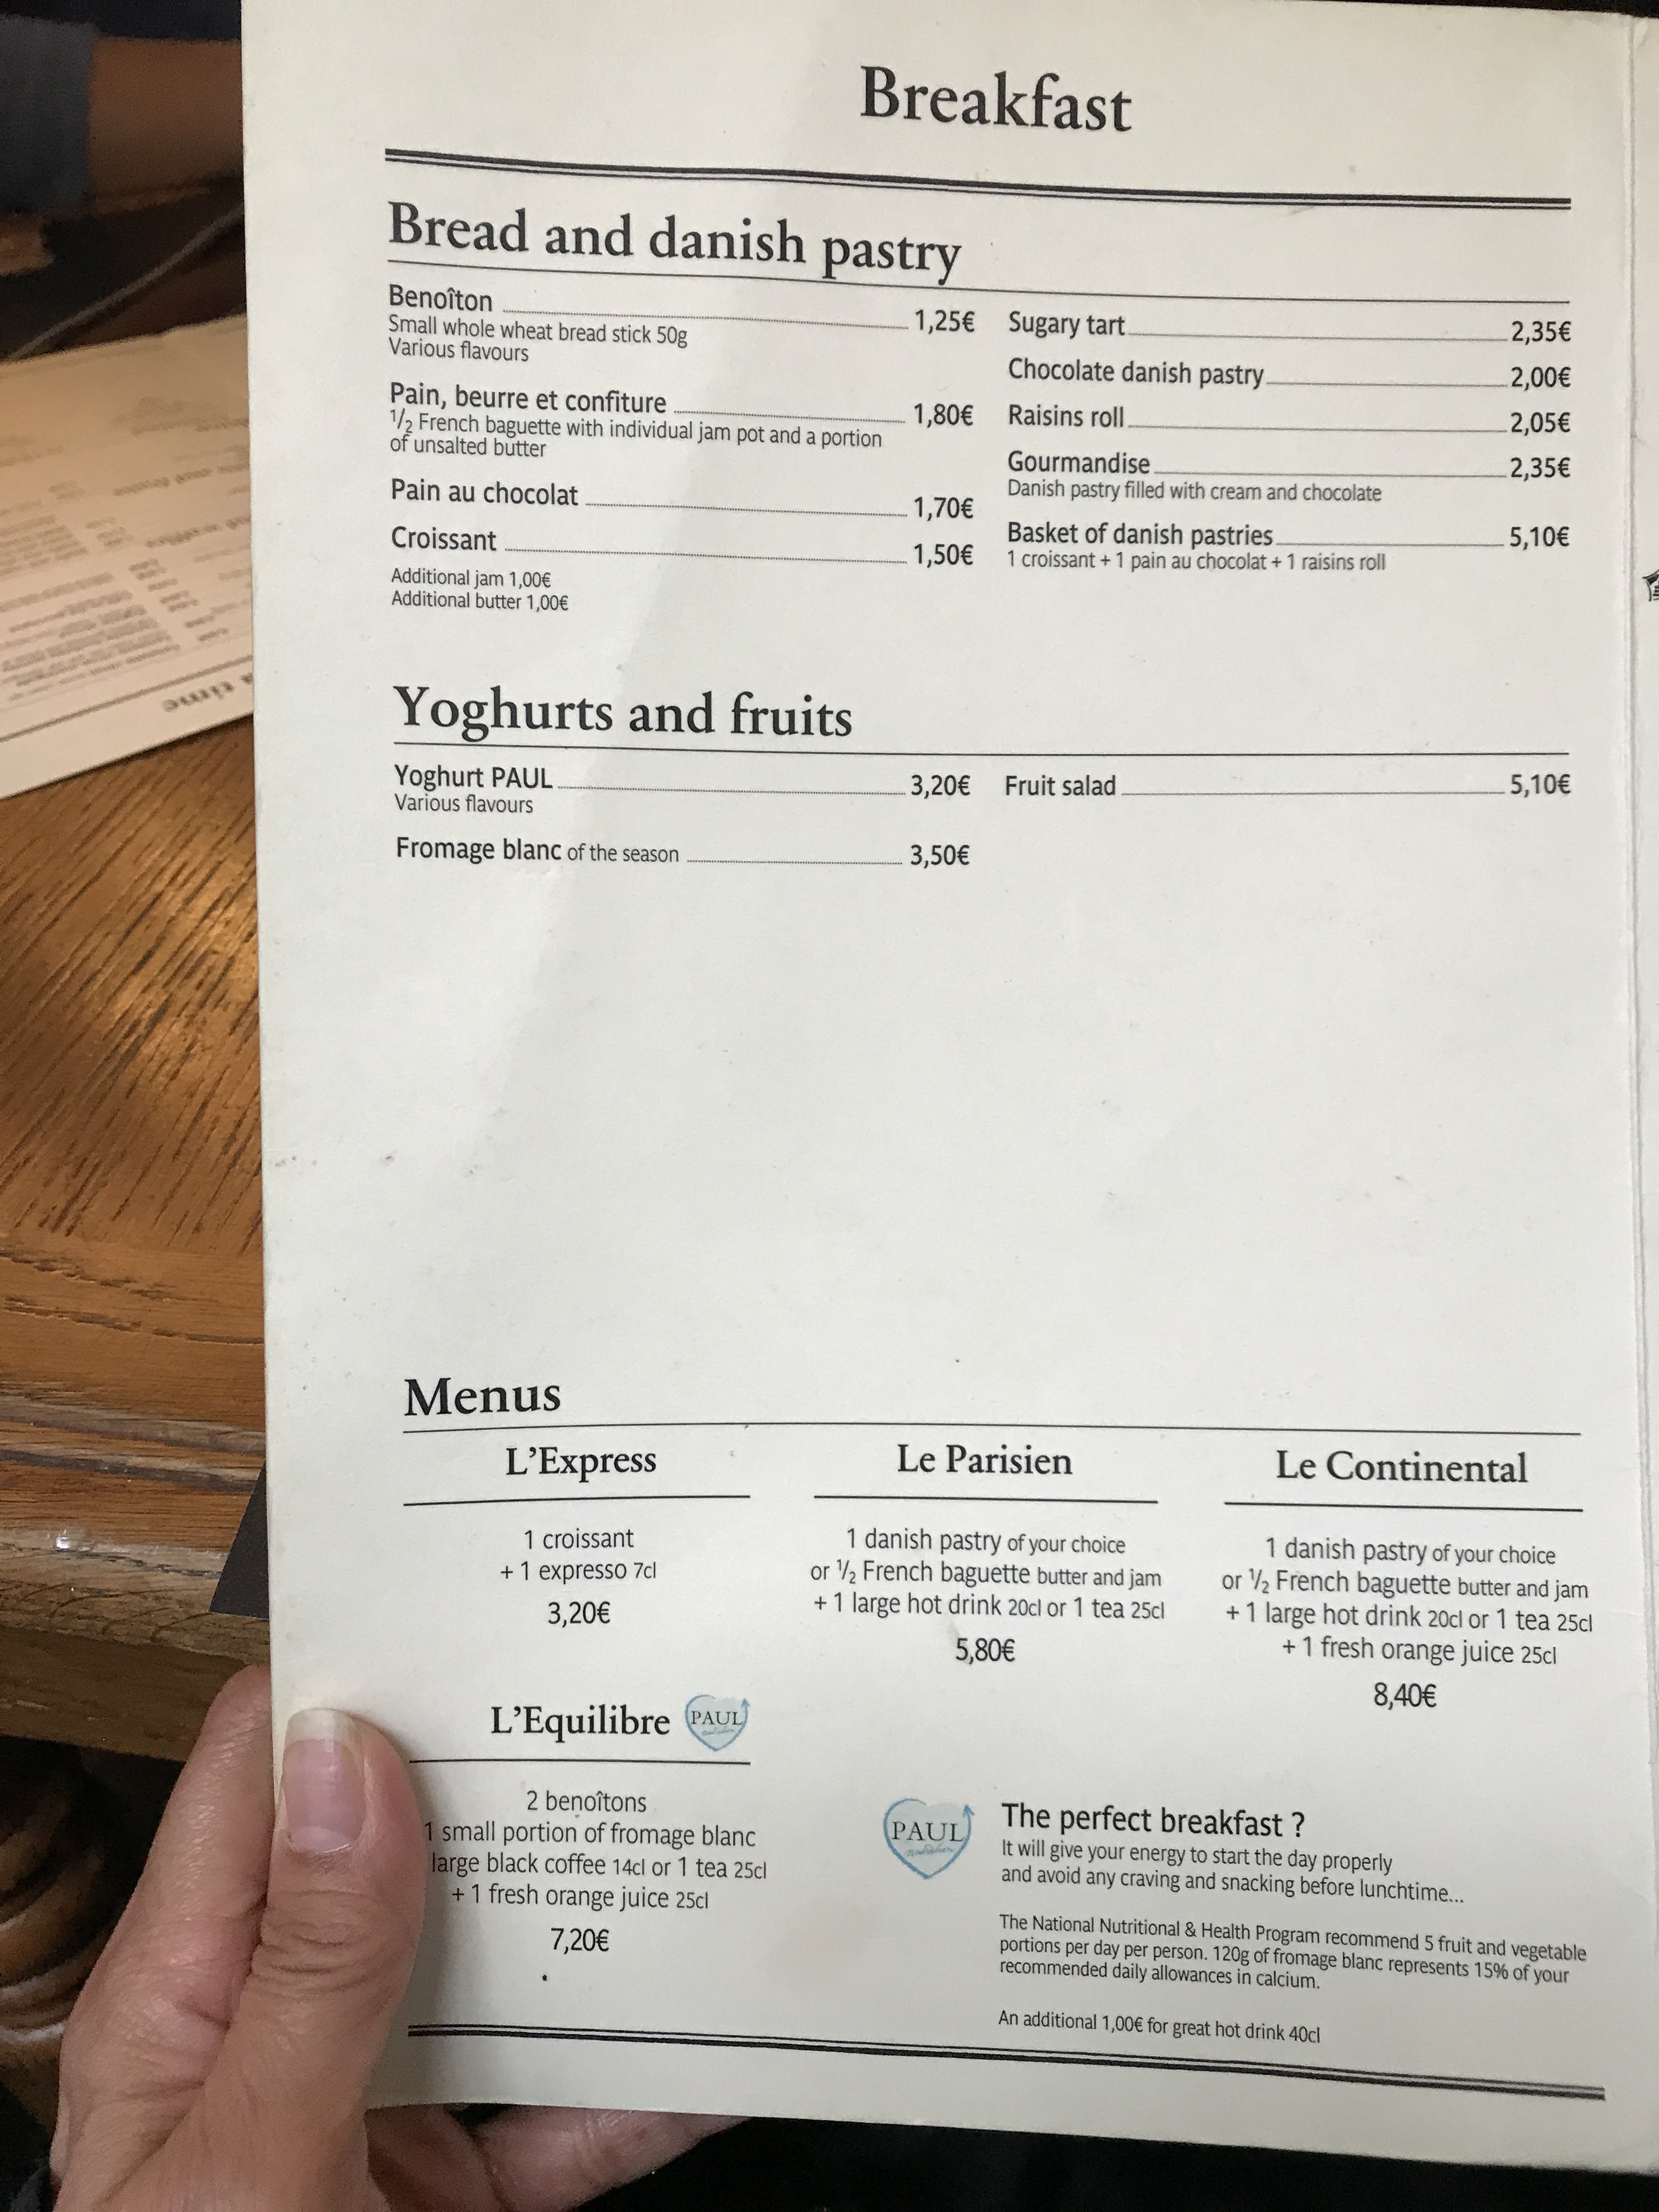 Breakfast
Bread and danish pastry
Benoîton 1,25€
Small whole wheat bread stick 50g
Various flavours
Pain, beurre et confiture 1,80€
1/2 French baguette with individual jam pot and a portion
of unsalted butter
Pain au chocolat 1,70€
Croissant 1,50€
Additional jam 1,00€
Additional butter 1,00€
Sugary tart 2,35€
Chocolate danish pastry 2,00€
Raisins roll 2,05€
Gourmandise 2,35€
Danish pastry filled with cream and chocolate
Basket of danish pastries 5,10€
1 croissant + 1 pain au chocolat + 1 raisins roll
Yoghurts and fruits
Yoghurt PAUL 3,20€
Various flavours
Fromage blanc of the season 3,50€
Fruit salad 5,10€
Menus
L'Express
1 croissant
+ 1 expresso 7cl
3,20€
Le Parisien
1 danish pastry of your choice
or 1/2 French baguette butter and jam
+ 1 large hot drink 20cl or 1 tea 25cl
5,80€
Le Continental
1 danish pastry of your choice
or 1/2 French baguette butter and jam
+ 1 large hot drink 20cl or 1 tea 25cl
+ 1 fresh orange juice 25cl
8,40€
L'Equilibre PAUL
2 benoîtons
1 small portion of fromage blanc
large black coffee 14cl or 1 tea 25cl
+ 1 fresh orange juice 25cl
7,20€
PAUL
The perfect breakfast ?
It will give your energy to start the day properly
and avoid any craving and snacking before lunchtime...
The National Nutritional & Health Program recommend 5 fruit and vegetable
portions per day per person. 120g of fromage blanc represents 15% of your
recommended daily allowances in calcium.
An additional 1,00€ for great hot drink 40cl
time